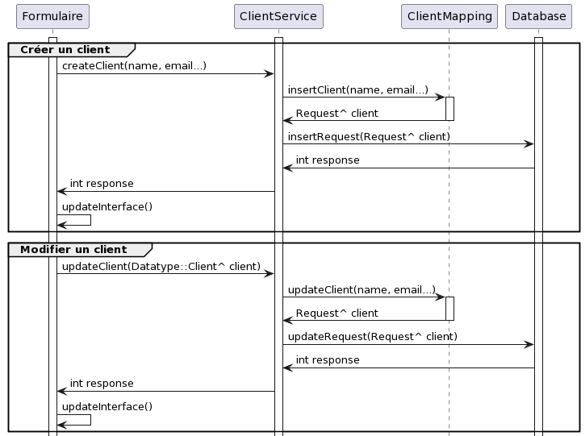 Formulaire ClientService ClientMapping Database
Créer un client
createClient(name, email...)
insertClient(name, email...)
Request^ client
insertRequest(Request^ client)
int response
int response
updateInterface()
Modifier un client
updateClient(Datatype::Client^ client)
updateClient(name, email...)
Request^ client
updateRequest(Request^ client)
int response
int response
updateInterface()